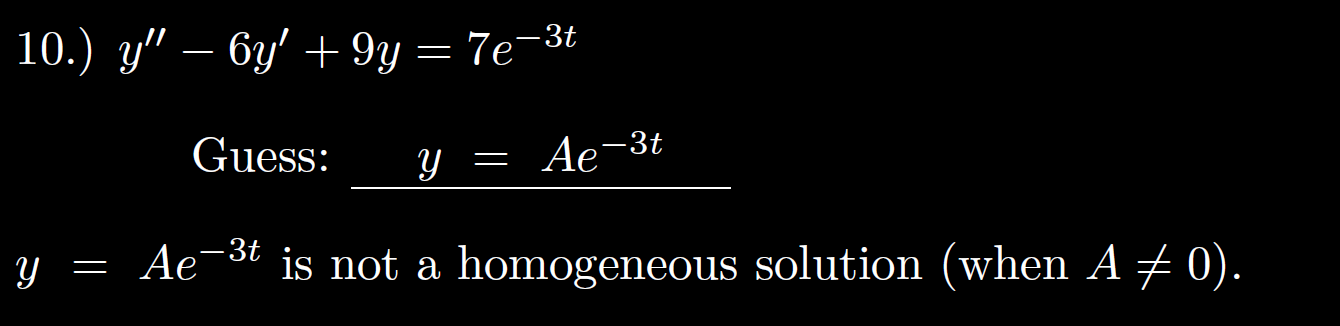 10.) y′′ − 6y′ + 9y = 7e^{−3t}
Guess: y = Ae^{−3t}
y = Ae^{−3t} is not a homogeneous solution (when A ≠ 0).